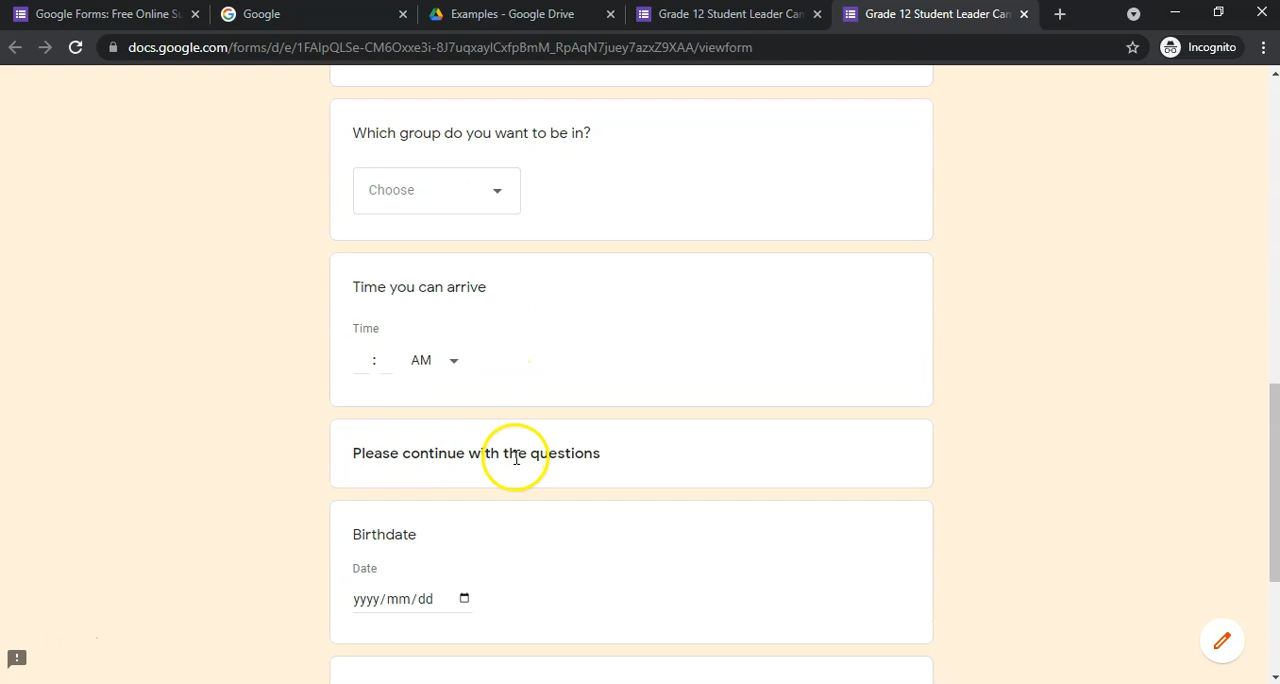 Google Forms: Free Online Su
Google
Examples - Google Drive
Grade 12 Student Leader Can
Grade 12 Student Leader Can
docs.google.com/forms/d/e/1FAIpQLSe-CM6Oxxe3i-8J7uqxaylCxfpBmM_RpAqN7juey7azxZ9XAA/viewform
Incognito
Which group do you want to be in?
Choose
Time you can arrive
Time
: AM
Please continue with the questions
Birthdate
Date
yyyy/mm/dd